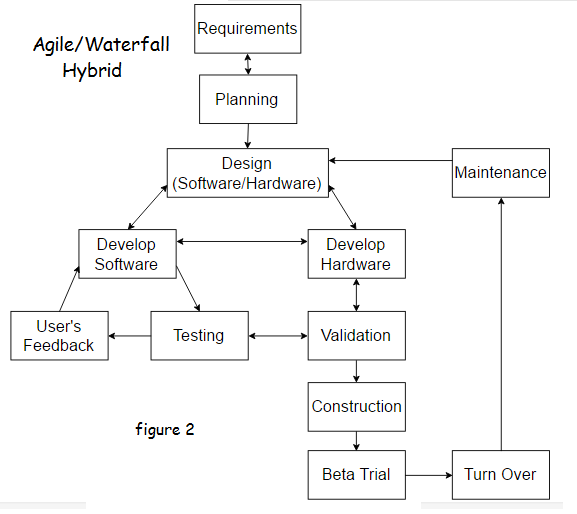 Requirements
Agile/Waterfall
Hybrid
Planning
Design
(Software/Hardware)
Maintenance
Develop
Software
Develop
Hardware
User's
Feedback
Testing
Validation
Construction
figure 2
Beta Trial
Turn Over